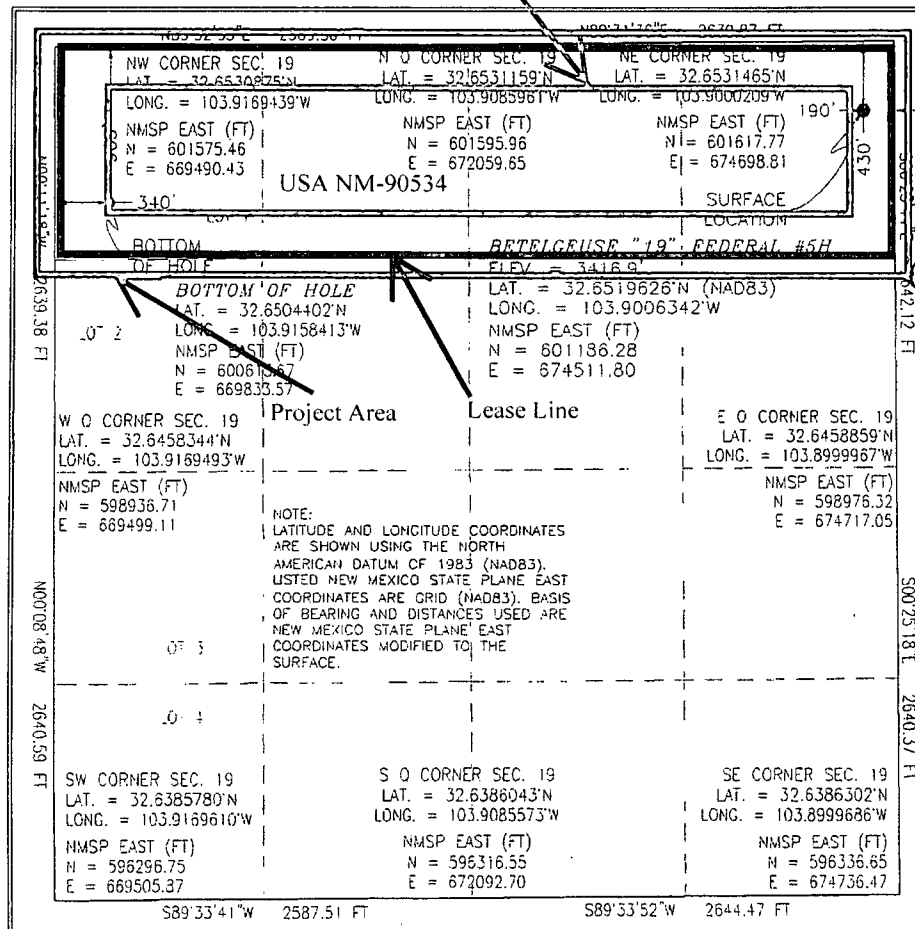 NW CORNER SEC. 19
LAT. = 32.6530875'N
LONG. = 103.9169439'W
NMSP EAST (FT)
N = 601575.46
E = 669490.43
N Q CORNER SEC. 19
LAT. = 32.6531159'N
LONG. = 103.9085961'W
NMSP EAST (FT)
N = 601595.96
E = 672059.65
NE CORNER SEC. 19
LAT. = 32.6531465'N
LONG. = 103.9000209'W
NMSP EAST (FT)
N = 601617.77
E = 674698.81
190'
430'
340'
USA NM-90534
SURFACE
LOCATION
BOTTOM
OF HOLE
BETELGEUSE "19" FEDERAL #5H
ELEV. = 3416.9'
LAT. = 32.6519626'N (NAD83)
LONG. = 103.9006342'W
NMSP EAST (FT)
N = 601186.28
E = 674511.80
BOTTOM OF HOLE
LAT. = 32.6504402'N
LONG. = 103.9158413'W
NMSP EAST (FT)
N = 600613.67
E = 669833.57
2639.38 FT
Project Area
Lease Line
W Q CORNER SEC. 19
LAT. = 32.6458344'N
LONG. = 103.9169493'W
NMSP EAST (FT)
N = 598936.71
E = 669499.11
E Q CORNER SEC. 19
LAT. = 32.6458859'N
LONG. = 103.8999967'W
NMSP EAST (FT)
N = 598976.32
E = 674717.05
NOTE:
LATITUDE AND LONGITUDE COORDINATES
ARE SHOWN USING THE NORTH
AMERICAN DATUM OF 1983 (NAD83).
LISTED NEW MEXICO STATE PLANE EAST
COORDINATES ARE GRID (NAD83). BASIS
OF BEARING AND DISTANCES USED ARE
NEW MEXICO STATE PLANE EAST
COORDINATES MODIFIED TO THE
SURFACE.
N00'08'48"W 2640.59 FT
S00'25'18"E 2640.37 FT
SW CORNER SEC. 19
LAT. = 32.6385780'N
LONG. = 103.9169610'W
NMSP EAST (FT)
N = 596296.75
E = 669505.37
S Q CORNER SEC. 19
LAT. = 32.6386043'N
LONG. = 103.9085573'W
NMSP EAST (FT)
N = 596316.55
E = 672092.70
SE CORNER SEC. 19
LAT. = 32.6386302'N
LONG. = 103.8999686'W
NMSP EAST (FT)
N = 596336.65
E = 674736.47
S89'33'41"W 2587.51 FT
S89'33'52"W 2644.47 FT